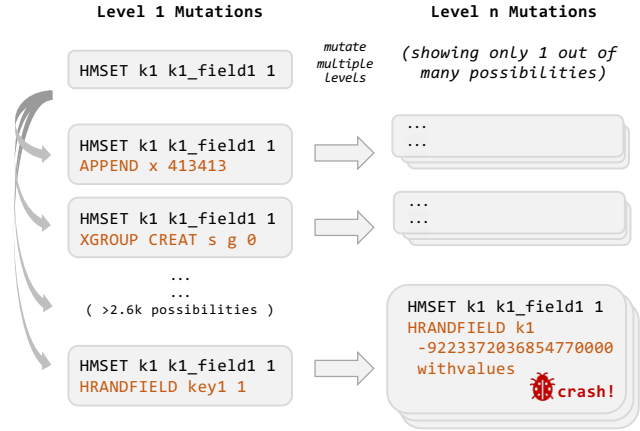 Level 1 Mutations
Level n Mutations
HMSET k1 k1_field1 1
mutate
multiple
levels
(showing only 1 out of
many possibilities)
HMSET k1 k1_field1 1
APPEND x 413413
...
...
HMSET k1 k1_field1 1
XGROUP CREAT s g 0
...
...
...
...
( >2.6k possibilities )
HMSET k1 k1_field1 1
HRANDFIELD key1 1
HMSET k1 k1_field1 1
HRANDFIELD k1
-9223372036854770000
withvalues
crash!